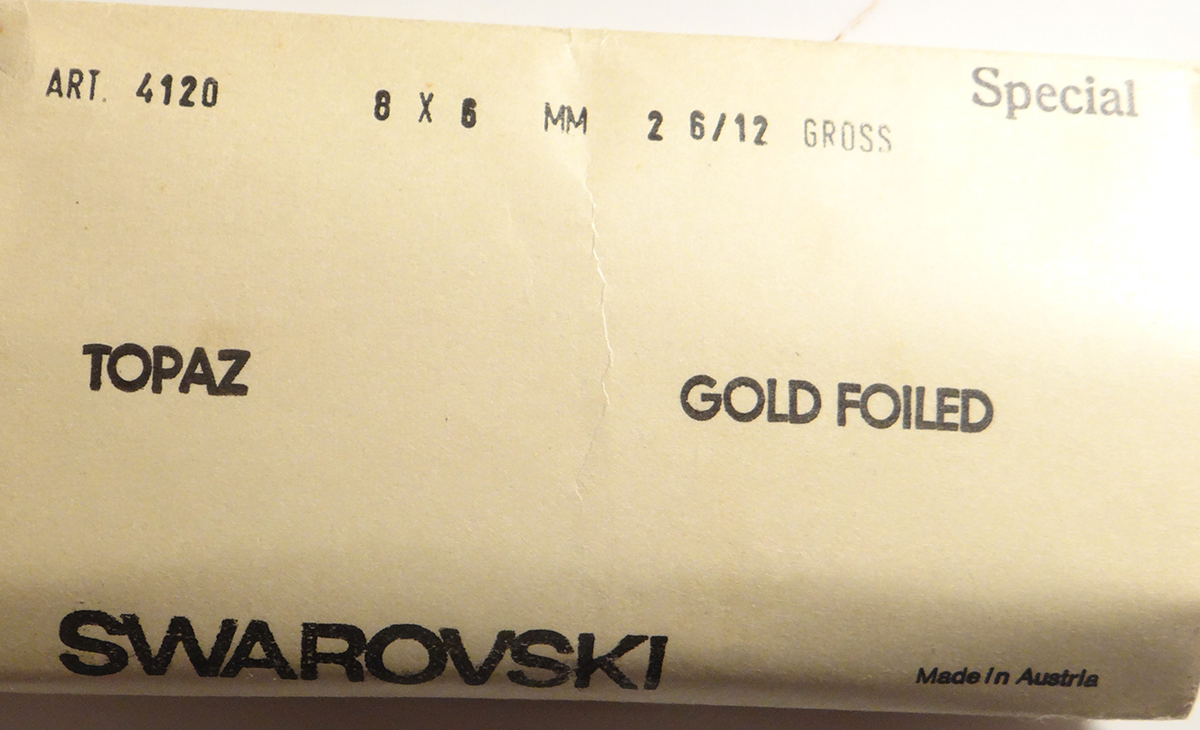 ART. 4120 8 X 6 MM 2 6/12 GROSS Special
TOPAZ GOLD FOILED
SWAROVSKI Made in Austria